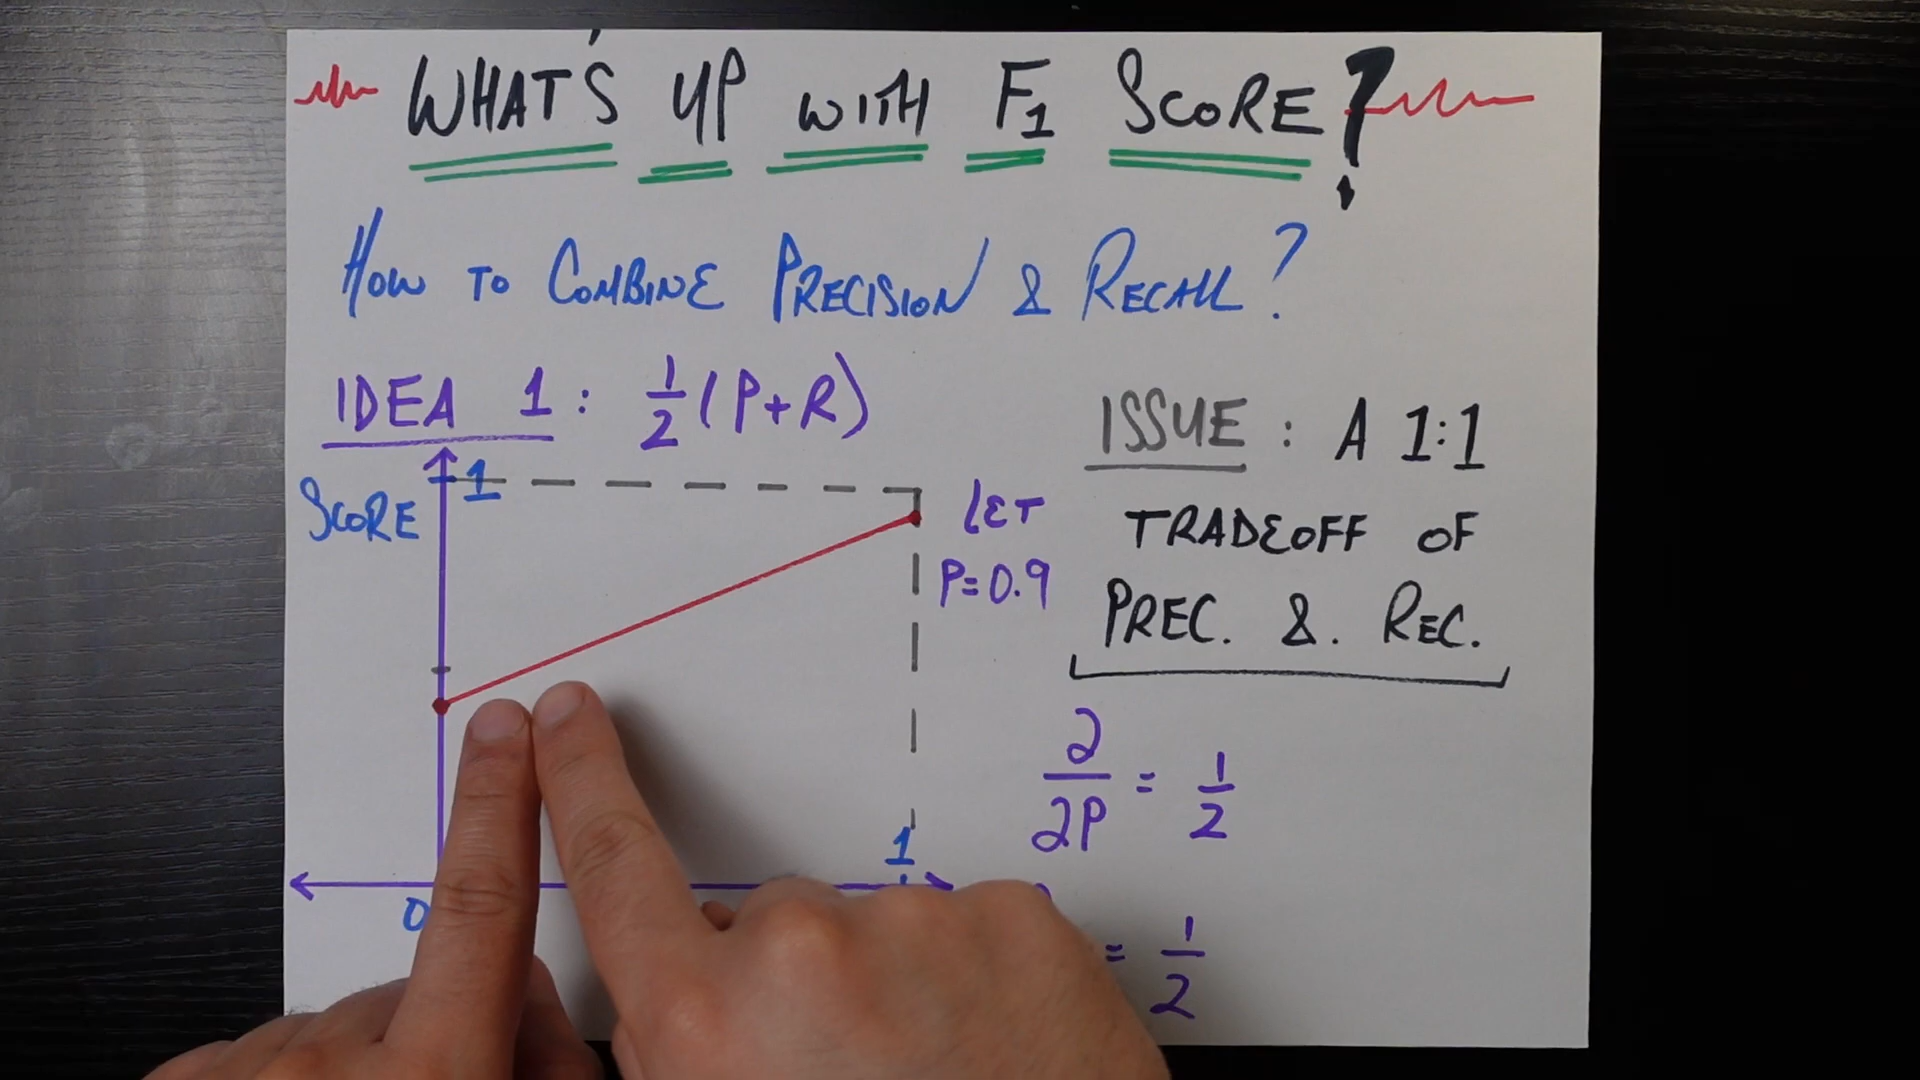 WHAT'S UP WITH F1 SCORE?
HOW TO COMBINE PRECISION & RECALL?
IDEA 1: 1/2 (P+R)
SCORE
1
LET
P=0.9
1
0
ISSUE: A 1:1
TRADEOFF OF
PREC. &. REC.
∂/∂P = 1/2
= 1/2